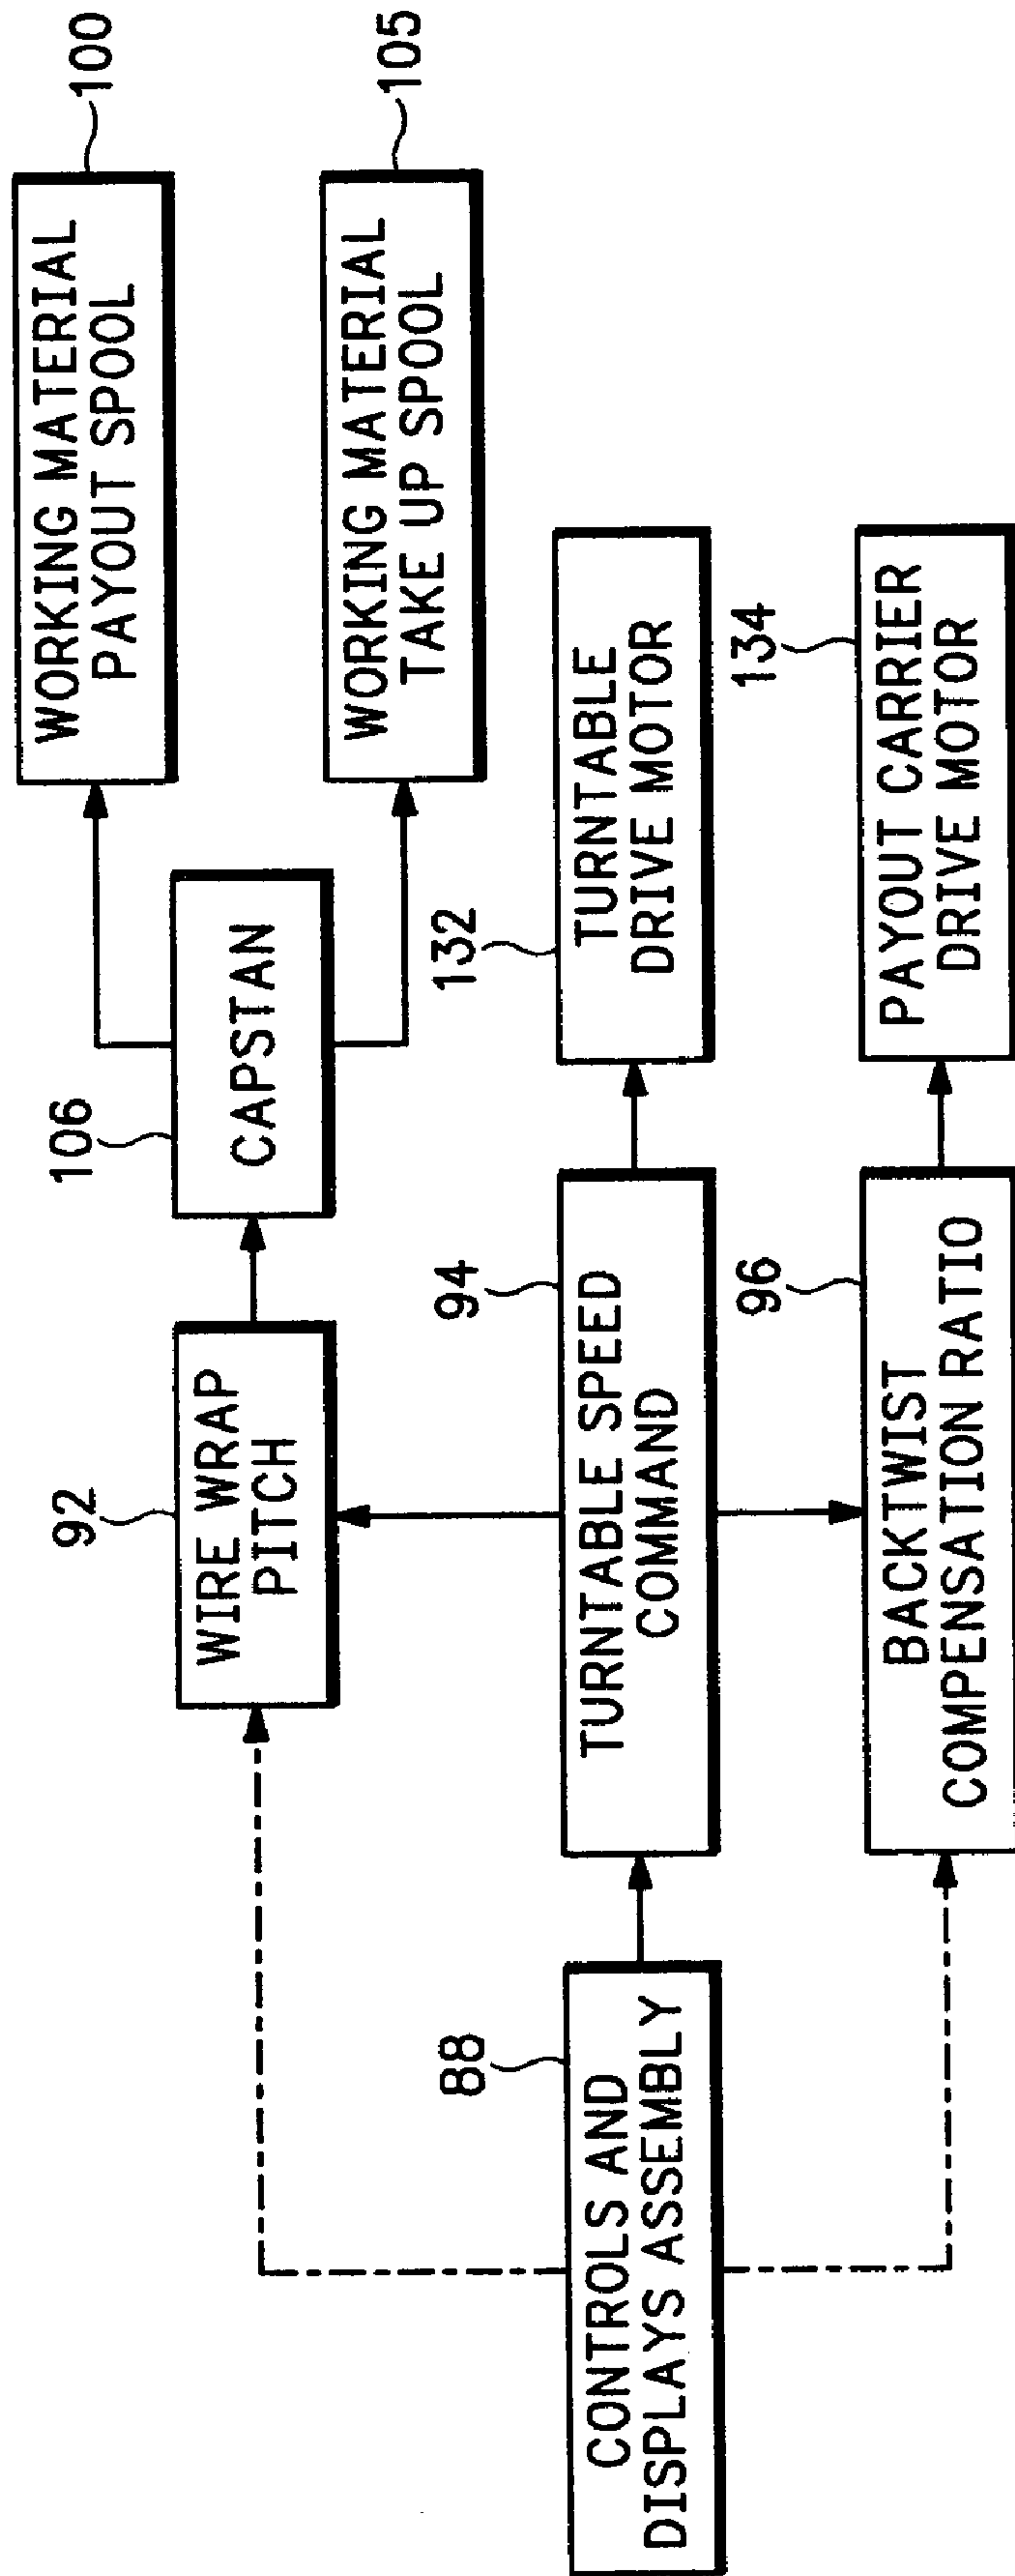 CONTROLS AND
DISPLAYS ASSEMBLY
88
WIRE WRAP
PITCH
92
TURNTABLE SPEED
COMMAND
94
BACKTWIST
COMPENSATION RATIO
96
CAPSTAN
106
WORKING MATERIAL
PAYOUT SPOOL
100
WORKING MATERIAL
TAKE UP SPOOL
105
TURNTABLE
DRIVE MOTOR
132
PAYOUT CARRIER
DRIVE MOTOR
134